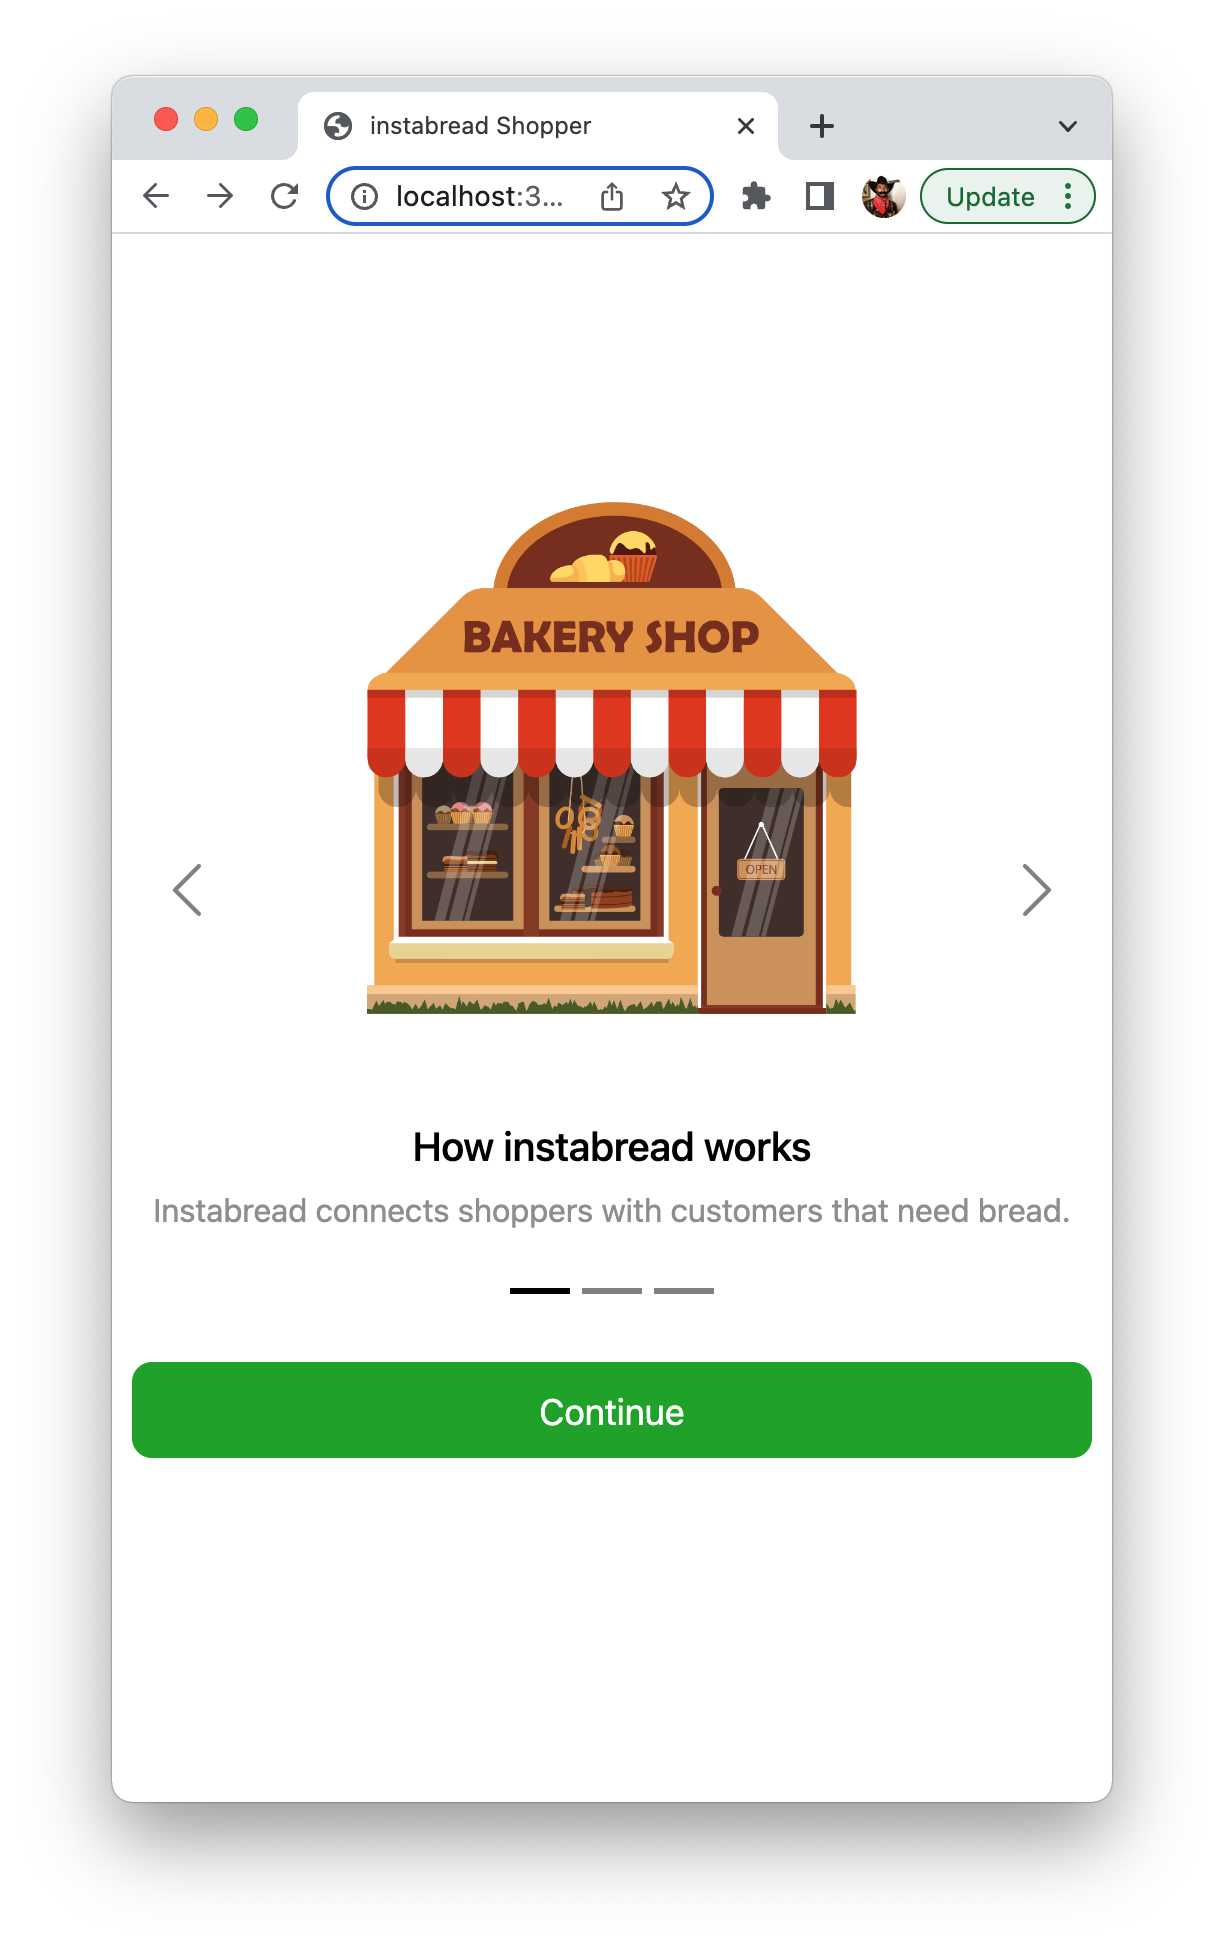 instabread Shopper
localhost:3...
Update
BAKERY SHOP
OPEN
How instabread works
Instabread connects shoppers with customers that need bread.
Continue